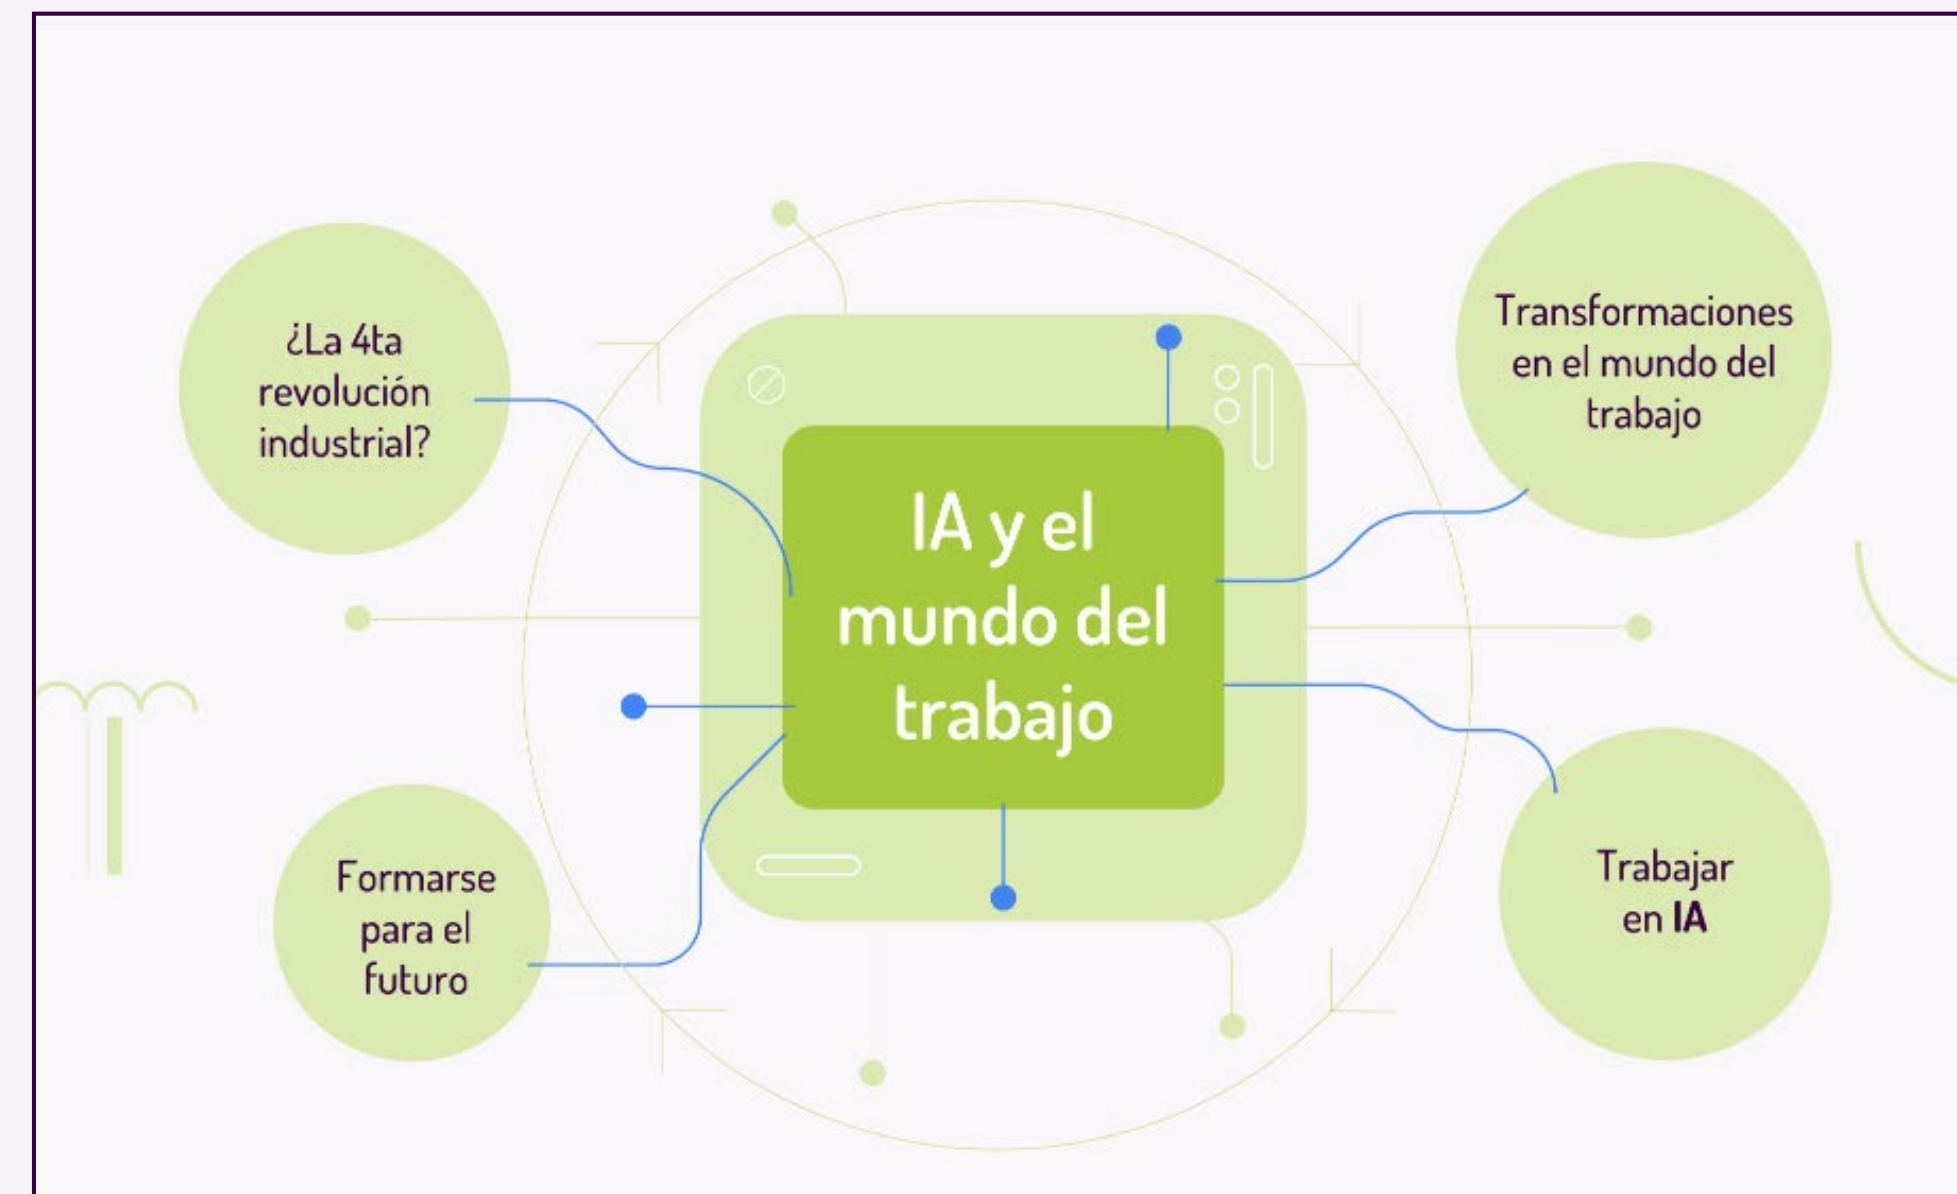 ¿La 4ta
revolución
industrial?
Transformaciones
en el mundo del
trabajo
IA y el
mundo del
trabajo
Formarse
para el
futuro
Trabajar
en IA